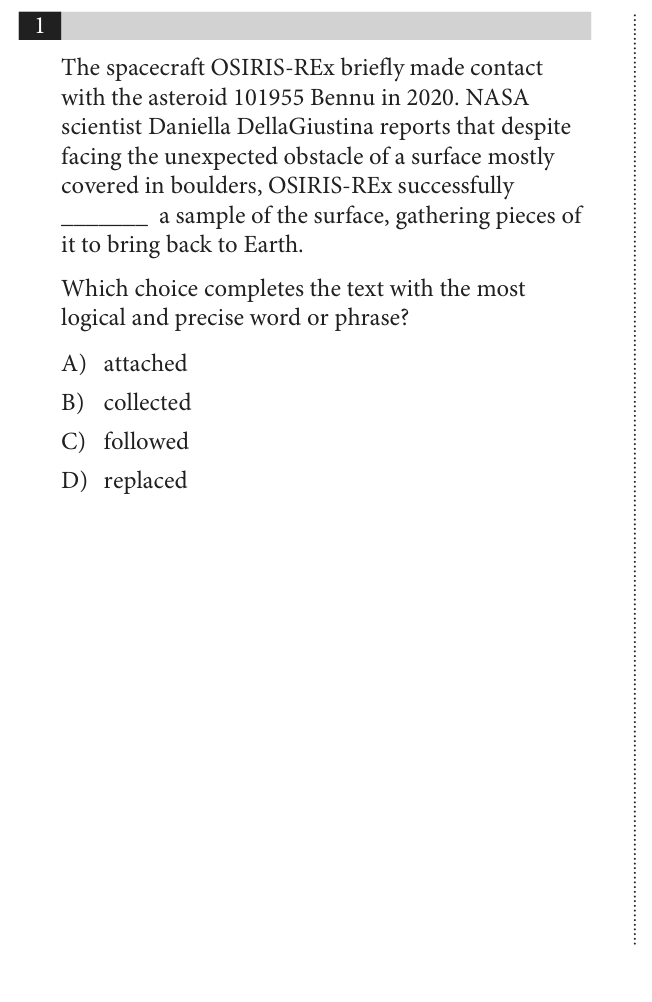 1
The spacecraft OSIRIS-REx briefly made contact
with the asteroid 101955 Bennu in 2020. NASA
scientist Daniella DellaGiustina reports that despite
facing the unexpected obstacle of a surface mostly
covered in boulders, OSIRIS-REx successfully
_______ a sample of the surface, gathering pieces of
it to bring back to Earth.
Which choice completes the text with the most
logical and precise word or phrase?
A) attached
B) collected
C) followed
D) replaced